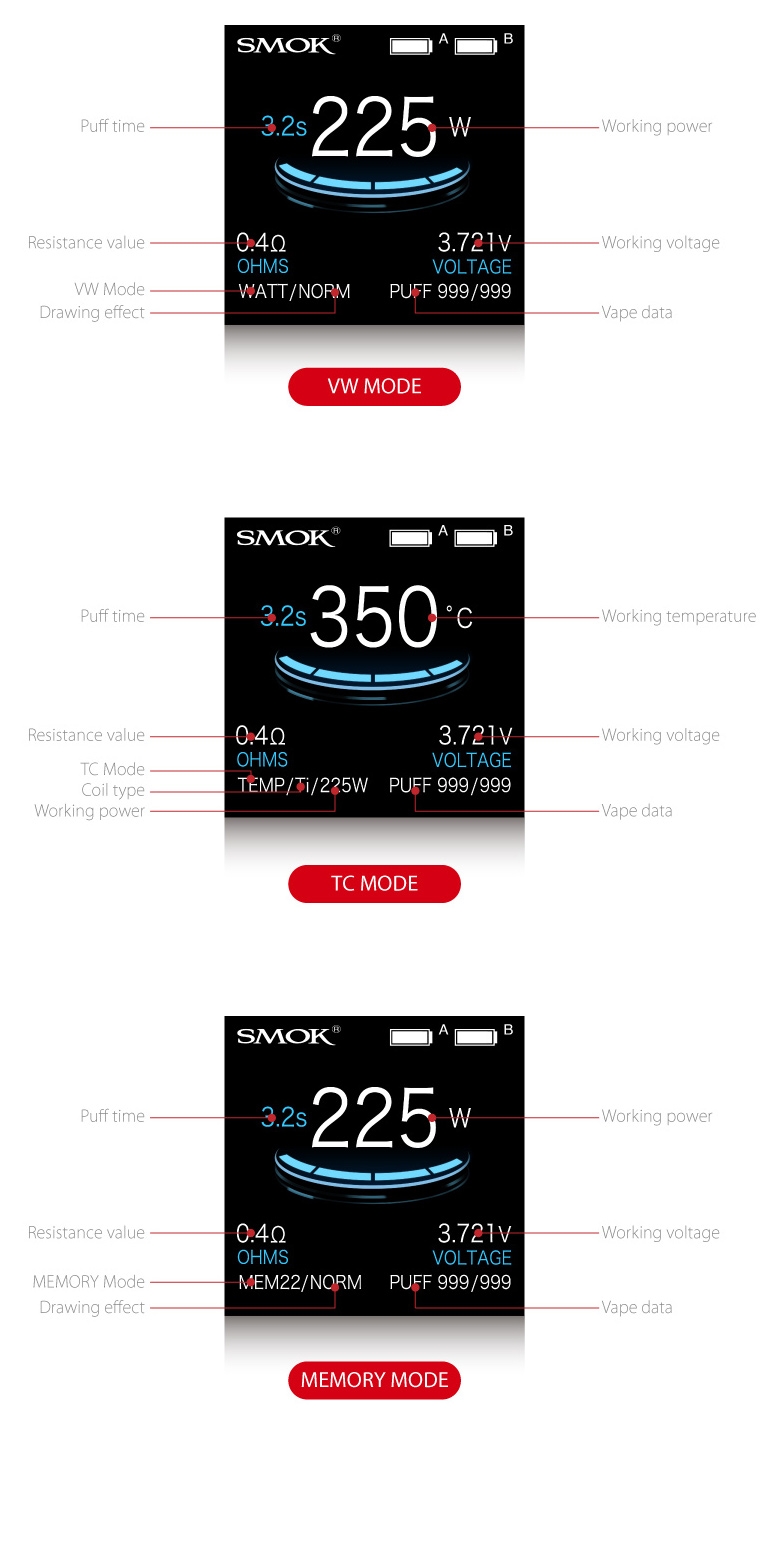 SMOK® A B
Puff time 3.2s 225 W Working power
Resistance value 0.4Ω 3.721V Working voltage
OHMS VOLTAGE
VW Mode WATT/NORM PUFF 999/999
Drawing effect Vape data
VW MODE
SMOK® A B
Puff time 3.2s 350 °C Working temperature
Resistance value 0.4Ω 3.721V Working voltage
OHMS VOLTAGE
TC Mode
TEMP/Ti/225W PUFF 999/999
Coil type
Working power Vape data
TC MODE
SMOK® A B
Puff time 3.2s 225 W Working power
Resistance value 0.4Ω 3.721V Working voltage
OHMS VOLTAGE
MEMORY Mode MEM22/NORM PUFF 999/999
Drawing effect Vape data
MEMORY MODE